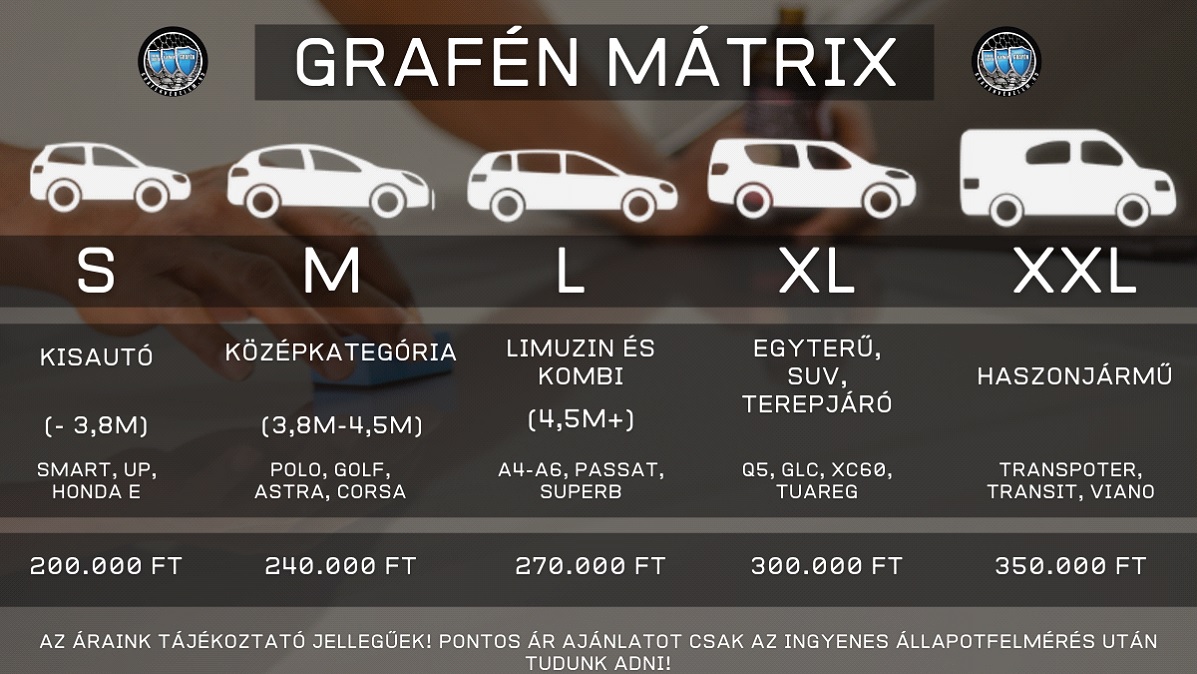 GRAFÉN MÁTRIX
S
M
L
XL
XXL
KISAUTÓ
(- 3,8M)
SMART, UP,
HONDA E
KÖZÉPKATEGÓRIA
(3,8M-4,5M)
POLO, GOLF,
ASTRA, CORSA
LIMUZIN ÉS
KOMBI
(4,5M+)
A4-A6, PASSAT,
SUPERB
EGYTERŰ,
SUV,
TEREPJÁRÓ
Q5, GLC, XC60,
TUAREG
HASZONJÁRMŰ
TRANSPOTER,
TRANSIT, VIANO
200.000 FT
240.000 FT
270.000 FT
300.000 FT
350.000 FT
AZ ÁRAINK TÁJÉKOZTATÓ JELLEGŰEK! PONTOS ÁR AJÁNLATOT CSAK AZ INGYENES ÁLLAPOTFELMÉRÉS UTÁN
TUDUNK ADNI!